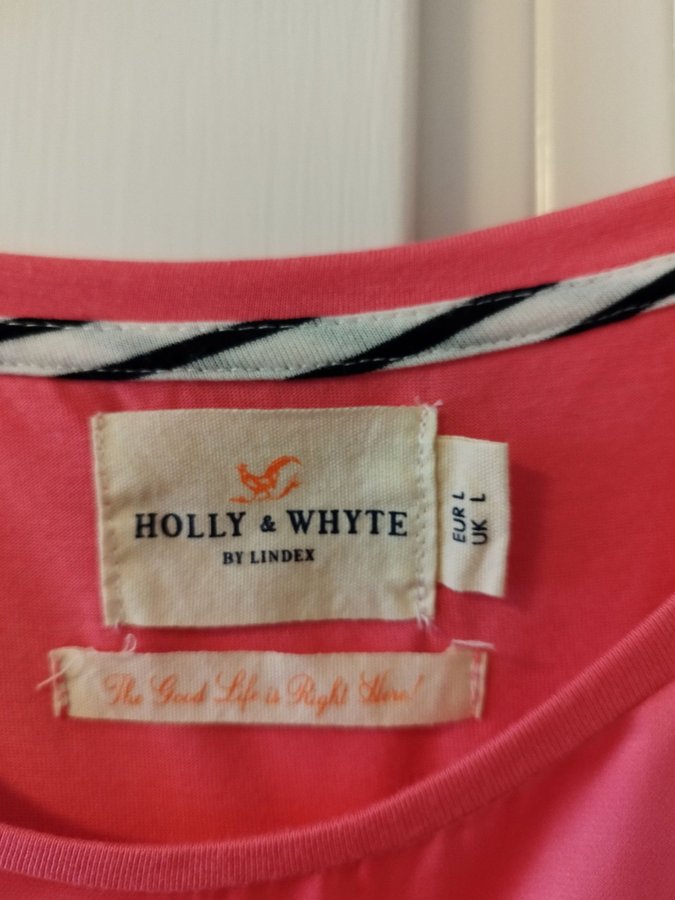 HOLLY & WHYTE
BY LINDEX
EUR L
UK L
The Good Life is Right Here!